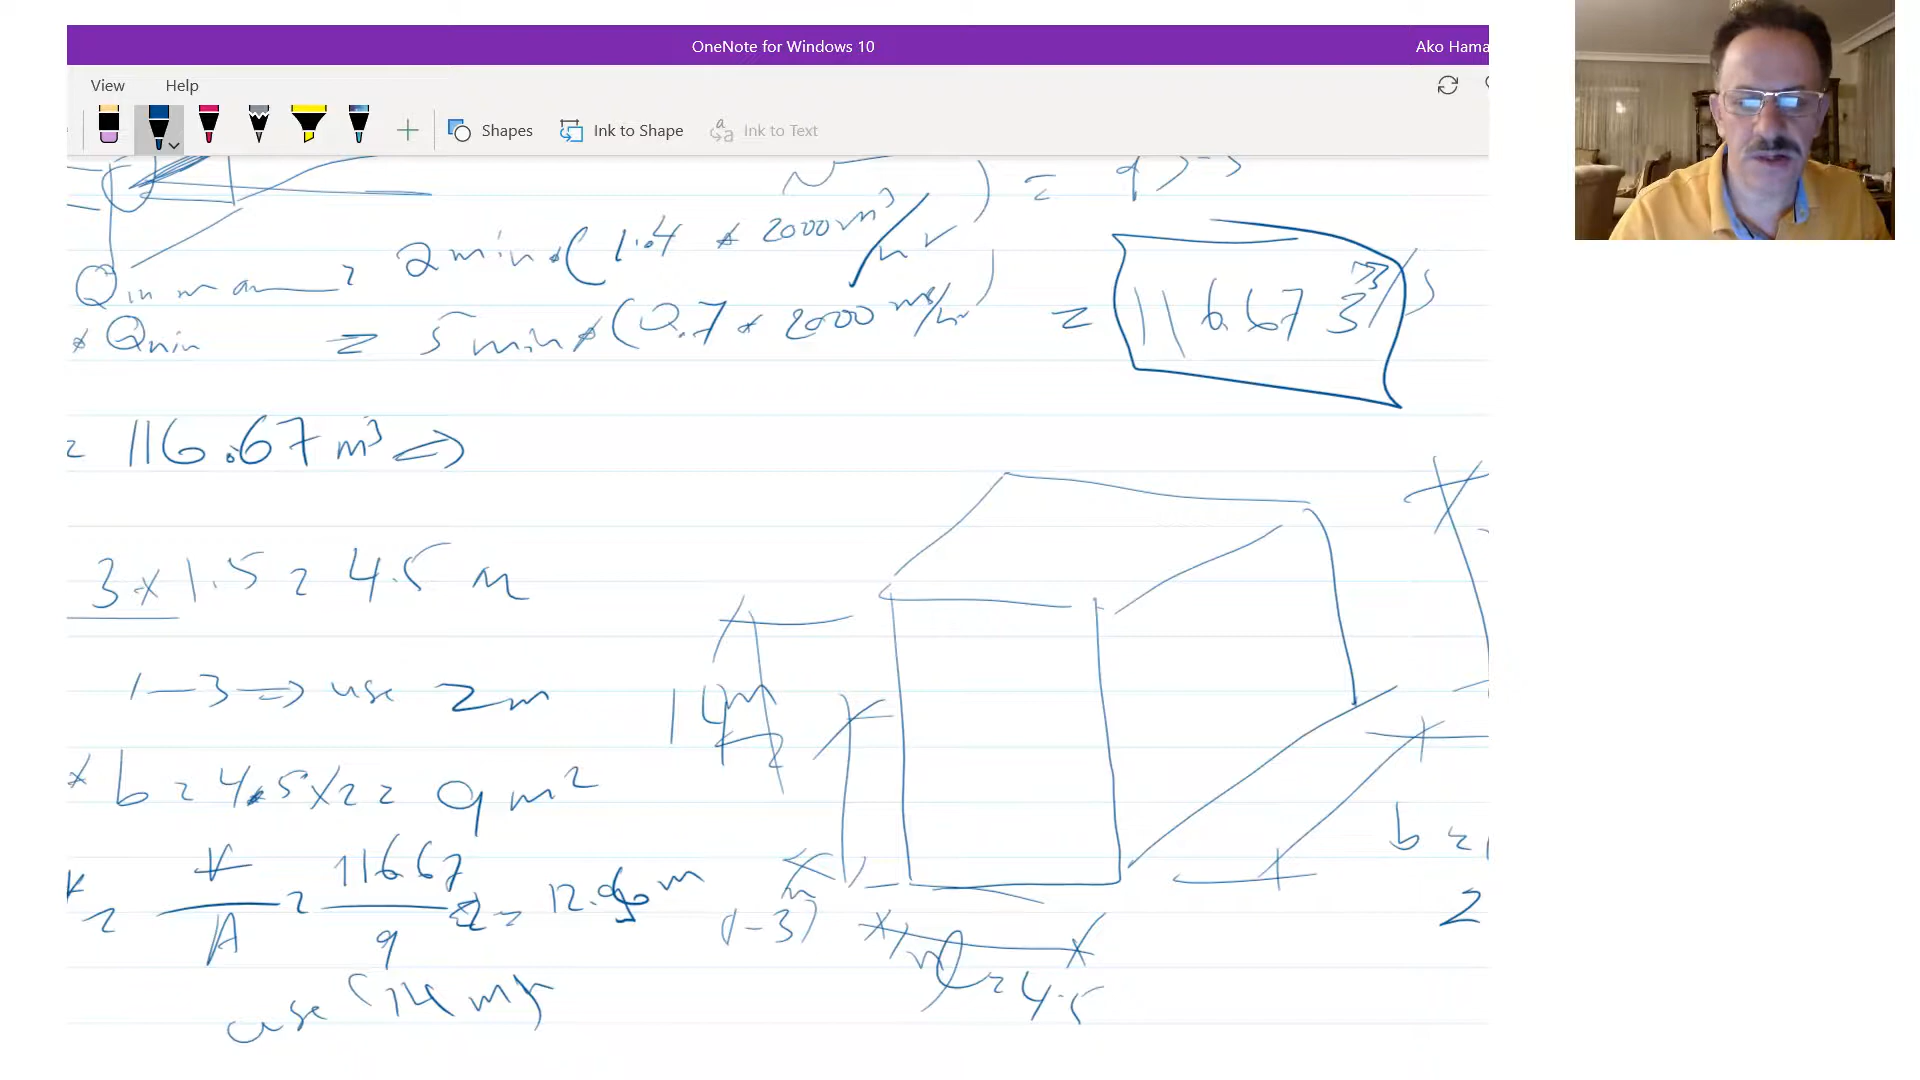 OneNote for Windows 10
Ako Hama
View Help
Shapes Ink to Shape Ink to Text
2 min * (1.4 * 2000 m³/hr) =
* Qmin = 5 min * (0.7 * 2000 m³/hr) = 116.67 m³/s
= 116.67 m³ =>
3 x 1.5 = 4.5 m
1-3 => use 2m
* b = 4.5 x 2 = 9 m²
= V/A = 116.67/9 = 12.96 m
use (14 m)
14m
(1-3)
= 4.5
b =
2